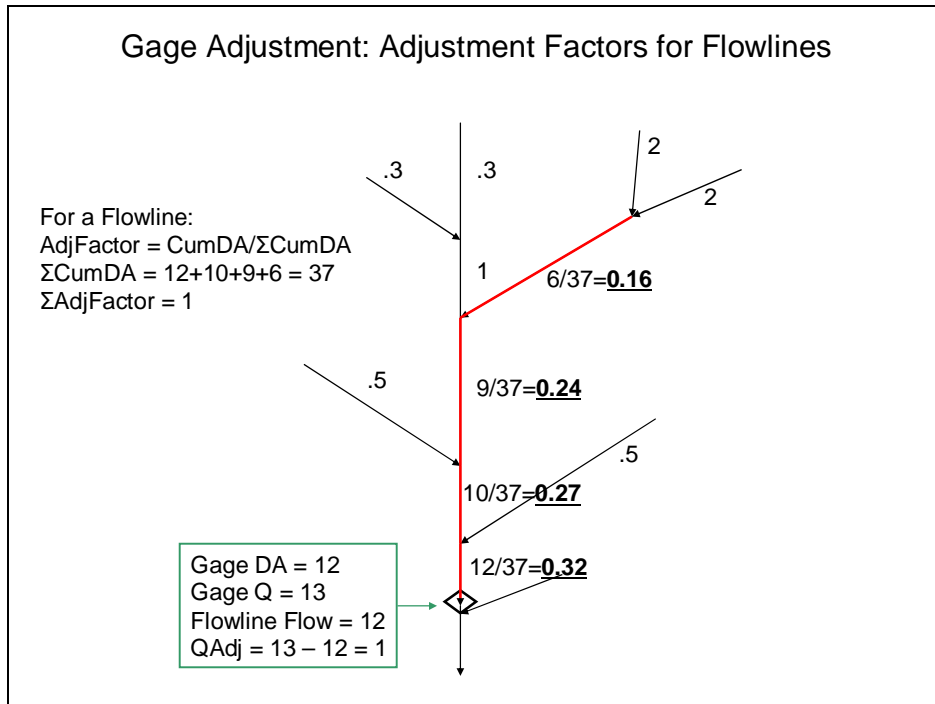 Gage Adjustment: Adjustment Factors for Flowlines
.3
.3
2
2
For a Flowline:
AdjFactor = CumDA/ΣCumDA
ΣCumDA = 12+10+9+6 = 37
ΣAdjFactor = 1
1
6/37=0.16
.5
9/37=0.24
.5
10/37=0.27
12/37=0.32
Gage DA = 12
Gage Q = 13
Flowline Flow = 12
QAdj = 13 – 12 = 1